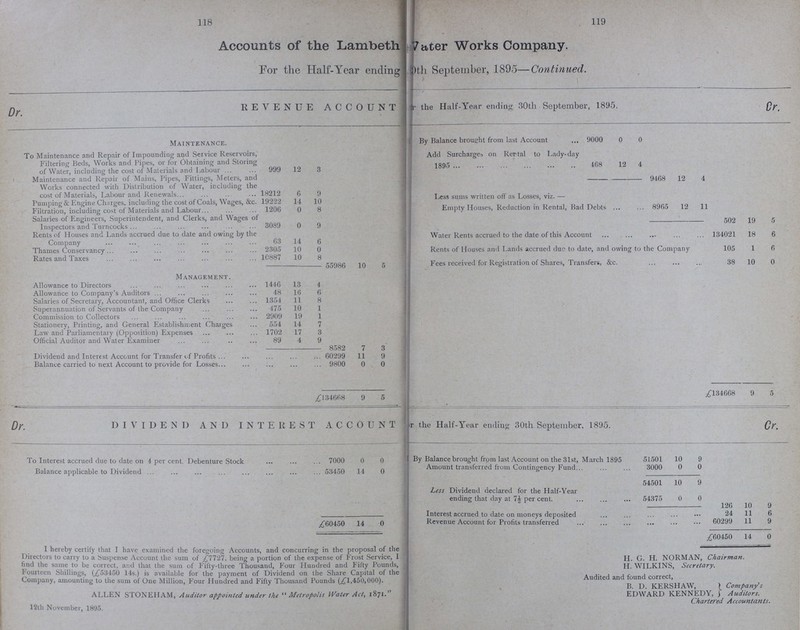 118
Accounts of the Lambeth
For the Half-Year ending
Dr. REVENUE ACCOUNT
MAINTENANCE.
To Maintenance and Repair of Impounding and Service Reservoirs,
Filtering Beds, Works and Pipes, or for Obtaining and Storing
of Water, including the cost of Materials and Labour ... ... 999 12 3
Maintenance and Repair of Mains, Pipes, Fittings, Meters, and
Works connected with Distribution of Water, including the
cost of Materials, Labour and Renewals... ... ... 18212 6 9
Pumping & Engine Charges, including the cost of Coals, Wages, &c. 19222 14 10
Filtration, including cost of Materials and Labour... ... 1296 0 8
Salaries of Engineers, Superintendent, and Clerks, and Wages of
Inspectors and Turncocks ... ... ... 3089 0 9
Rents of Houses and Lands accrued due to date and owing by the
Company ... ... ... 63 14 6
Thames Conservancy ... ... ... 2305 10 0
Rates and Taxes ... ... ... 10887 10 8
55986 10 5
MANAGEMENT.
Allowance to Directors ... ... ... 1446 13 4
Allowance to Company's Auditors ... ... ... 48 16 6
Salaries of Secretary, Accountant, and Office Clerks ... ... 1354 11 8
Superannuation of Servants of the Company ... ... 475 10 1
Commission to Collectors ... ... ... 2909 19 1
Stationery, Printing, and General Establishment Charges ... 554 14 7
Law and Parliamentary (Opposition) Expenses ... ... 1702 17 3
Official Auditor and Water Examiner ... ... 89 4 9
8582 7 3
Dividend and Interest Account for Transfer of Profits ... ... ... 60299 11 9
Balance carried to next Account to provide for Losses... ... ... 9800 0 0
£134668 9 5
Dr. DIVIDEND AND INTEREST ACCOUNT
To Interest accrued due to date on 4 per cent. Debenture Stock ... ... ... 7000 0 0
Balance applicable to Dividend ... ... ... 53450 14 0
£60450 14 0
I hereby certify that I have examined the foregoing Accounts, and concurring in the proposal of the
Directors to carry to a Suspense Account the sum of £7727, being a portion of the expense of Frost Service, I
find the same to be correct, and that the sum of Fifty-three Thousand, Four Hundred and Fifty Pounds,
Fourteen Shillings, (£53450 14s.) is available for the payment of Dividend on the Share Capital of the
Company, amounting to the sum of One Million, Four Hundred and Fifty Thousand Pounds (£1,450,000).
ALLEN STONEHAM, Auditor appointed under the "Metropolis Water Act, 1871."
12th November, 1895.
119
Water Works Company.
0th September, 1895—Continued.
r the Half-Year ending 30th September, 1895. Cr.
By Balance brought from last Account ... 9000 0 0
Add Surcharges on Rental to Lady-day
1895 ... ... ... 468 12 4
9468 12 4
Less sums written off as Losses, viz. —
Empty Houses, Reduction in Rental, Bad Debts ... ... 8965 12 11
502 19 5
Water Rents accrued to the date of this Account ... ... ... 134021 18 6
Rents of Houses and Lands accrued due to date, and owing to the Company 105 1 6
Fees received for Registration of Shares, Transfers, &c. ... ... ... 38 10 0
£134668 9 5
r the Half-Year ending 30th September, 1895. Cr.
By Balance brought from last Account on the 31st, March 1895 51501 10 9
Amount transferred from Contingency Fund... ... 3000 0 0
54501 10 9
Less Dividend declared for the Half-Year
ending that day at 7½ per cent. ... ... 54375 0 0
126 10 9
Interest accrued to date on moneys deposited ... ... ... 24 11 6
Revenue Account for Profits transferred ... ... ... 60299 11 9
£60450 14 0
H. G. H. NORMAN, Chairman.
H. WILKINS, Secretary.
Audited and found correct,
B. D. KERSHAW, } Company's
EDWARD KENNEDY, } Auditors.
Chartered Accountants.